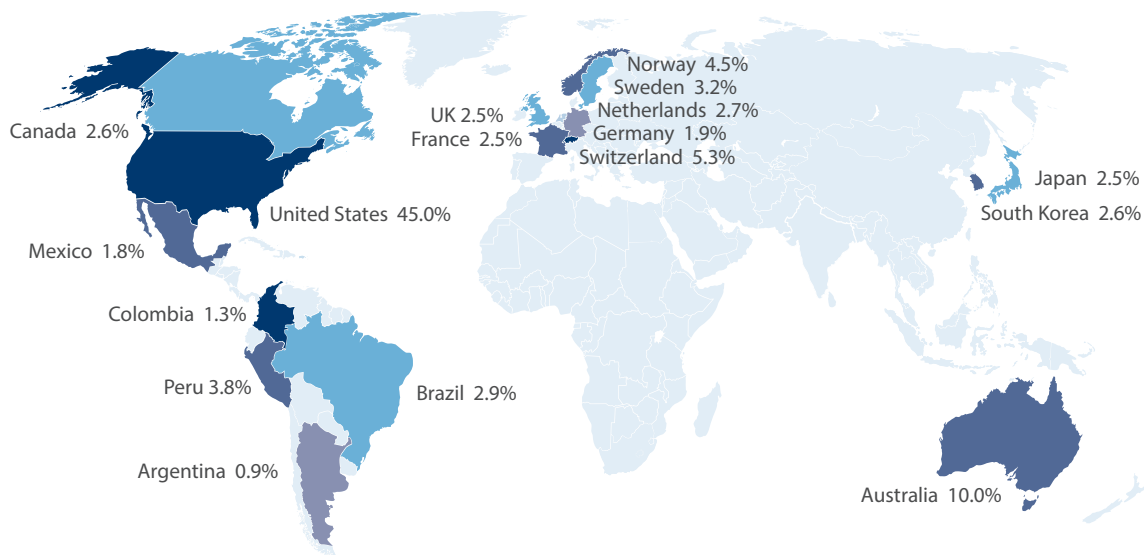 Norway 4.5%
Sweden 3.2%
Netherlands 2.7%
Germany 1.9%
Switzerland 5.3%
UK 2.5%
France 2.5%
Canada 2.6%
United States 45.0%
Mexico 1.8%
Colombia 1.3%
Peru 3.8%
Brazil 2.9%
Argentina 0.9%
Japan 2.5%
South Korea 2.6%
Australia 10.0%